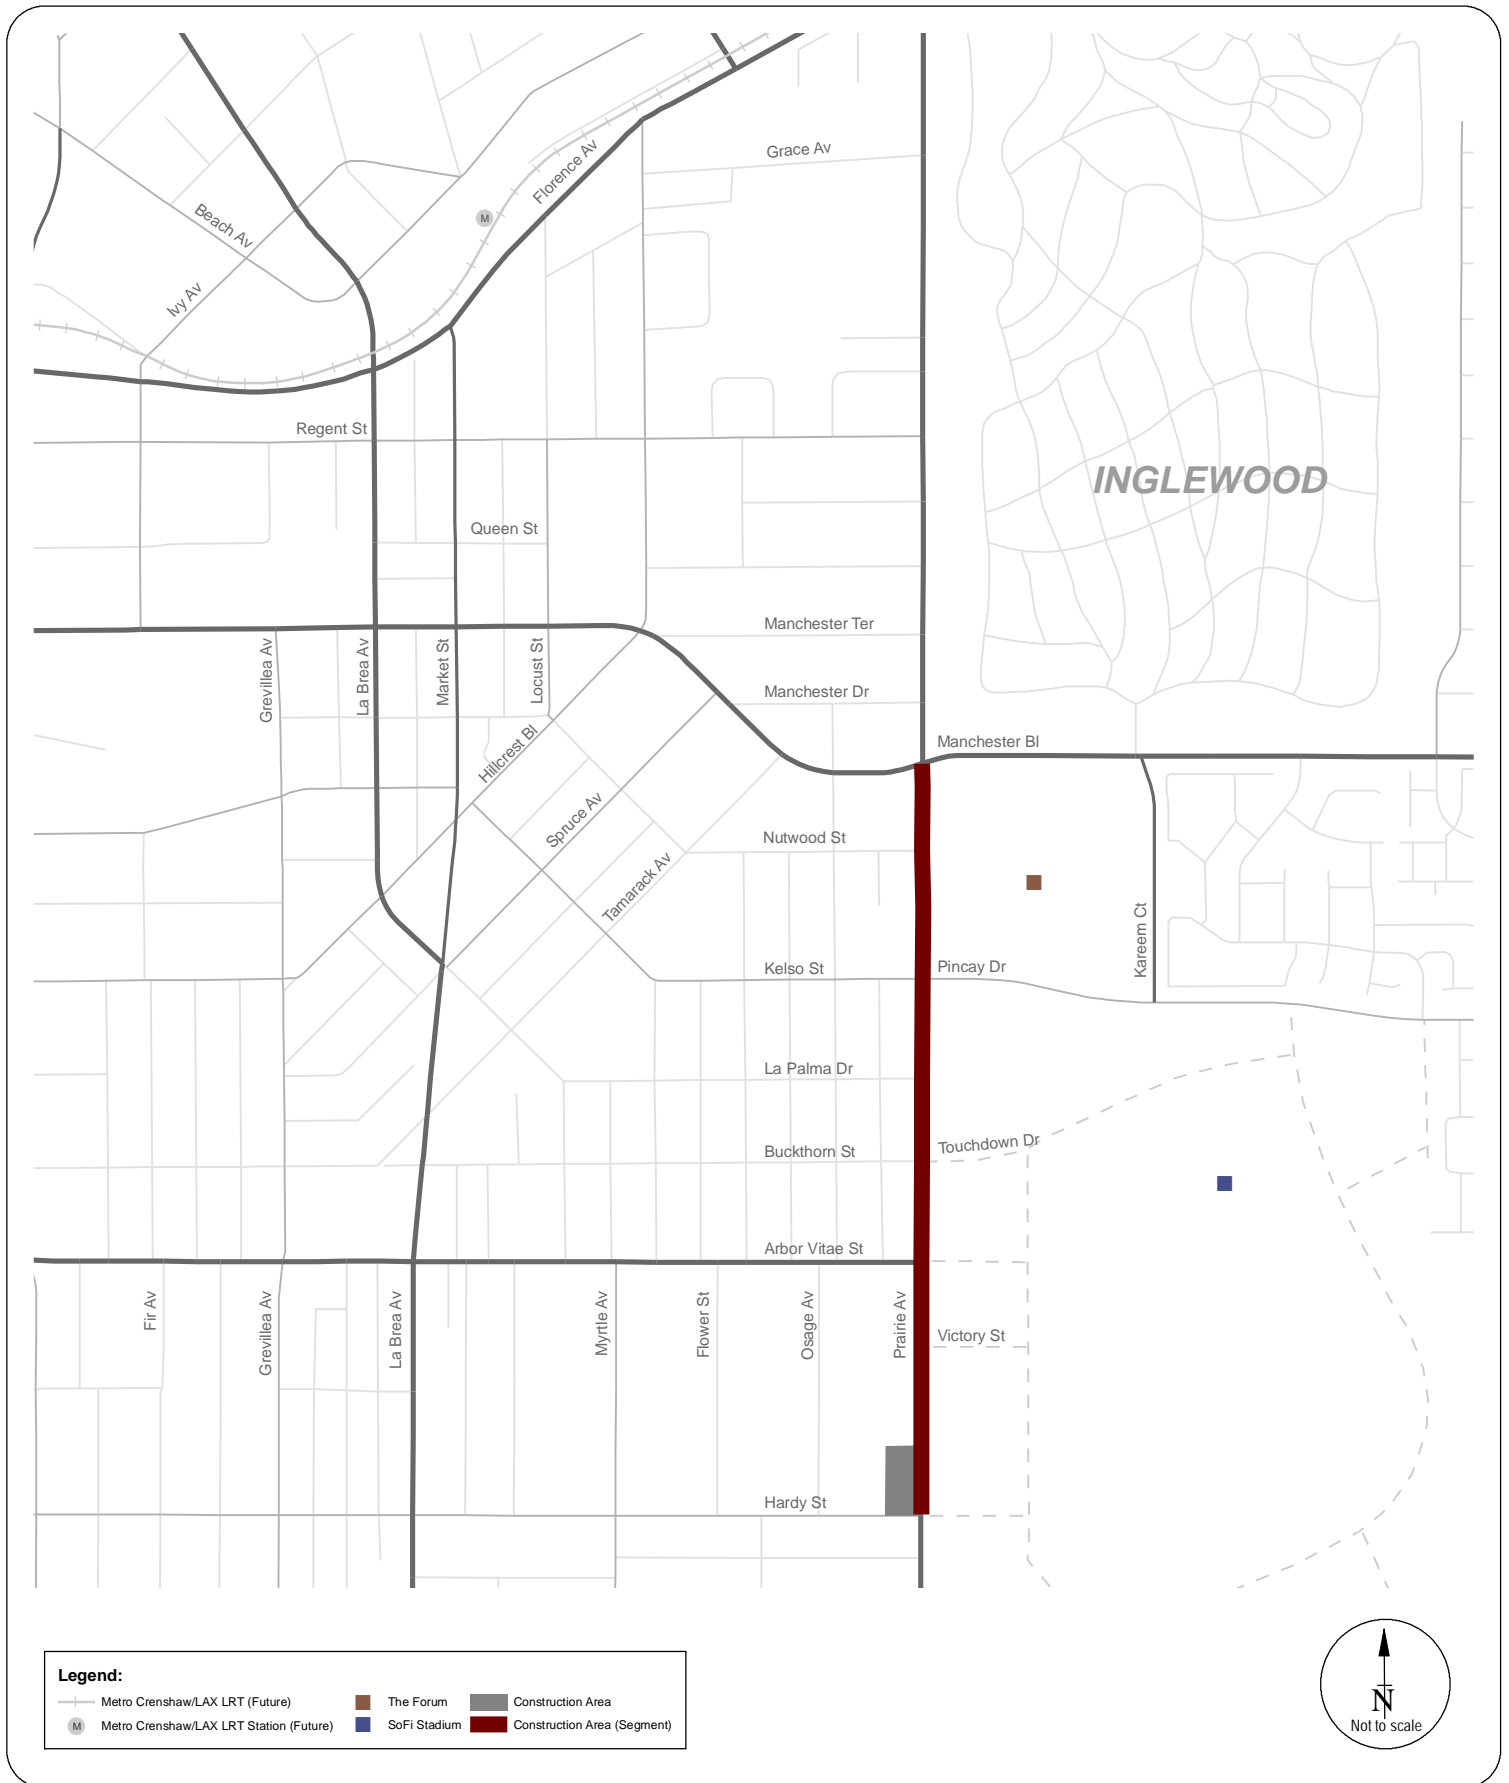 Grace Av
Florence Av
Beach Av
M
Ivy Av
Regent St
INGLEWOOD
Queen St
Manchester Ter
Grevillea Av
La Brea Av
Market St
Locust St
Manchester Dr
Manchester Bl
Hillcrest Bl
Spruce Av
Nutwood St
Tamarack Av
Kareem Ct
Kelso St
Pincay Dr
La Palma Dr
Touchdown Dr
Buckthorn St
Arbor Vitae St
Fir Av
Grevillea Av
La Brea Av
Myrtle Av
Flower St
Osage Av
Prairie Av
Victory St
Hardy St
Legend:
Metro Crenshaw/LAX LRT (Future)
The Forum
Construction Area
M
Metro Crenshaw/LAX LRT Station (Future)
SoFi Stadium
Construction Area (Segment)
N
Not to scale